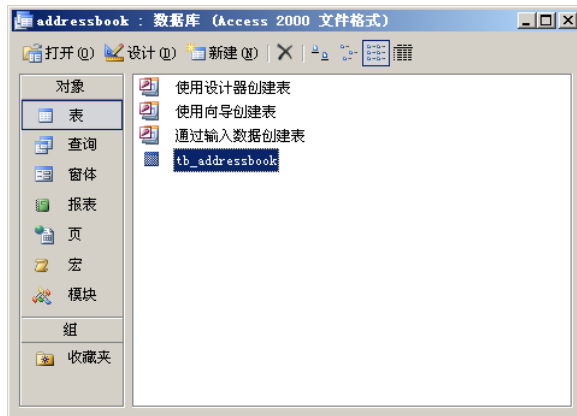 addressbook : 数据库 (Access 2000 文件格式)
打开(O) 设计(D) 新建(N)
对象
表
查询
窗体
报表
页
宏
模块
组
收藏夹
使用设计器创建表
使用向导创建表
通过输入数据创建表
tb_addressbook